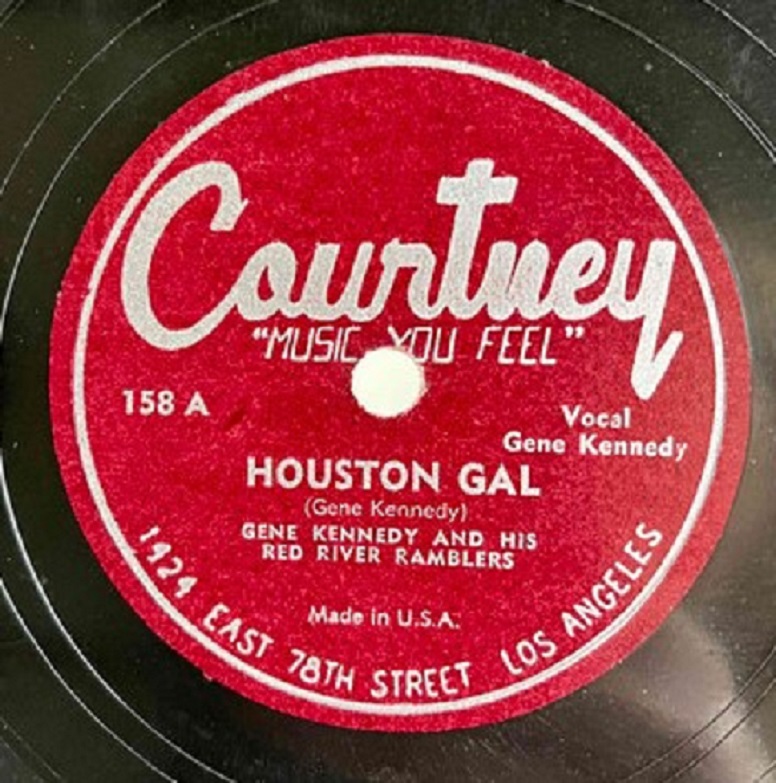 Courtney
"MUSIC YOU FEEL"
158 A
Vocal
Gene Kennedy
HOUSTON GAL
(Gene Kennedy)
GENE KENNEDY AND HIS
RED RIVER RAMBLERS
Made in U.S.A.
1424 EAST 78TH STREET LOS ANGELES